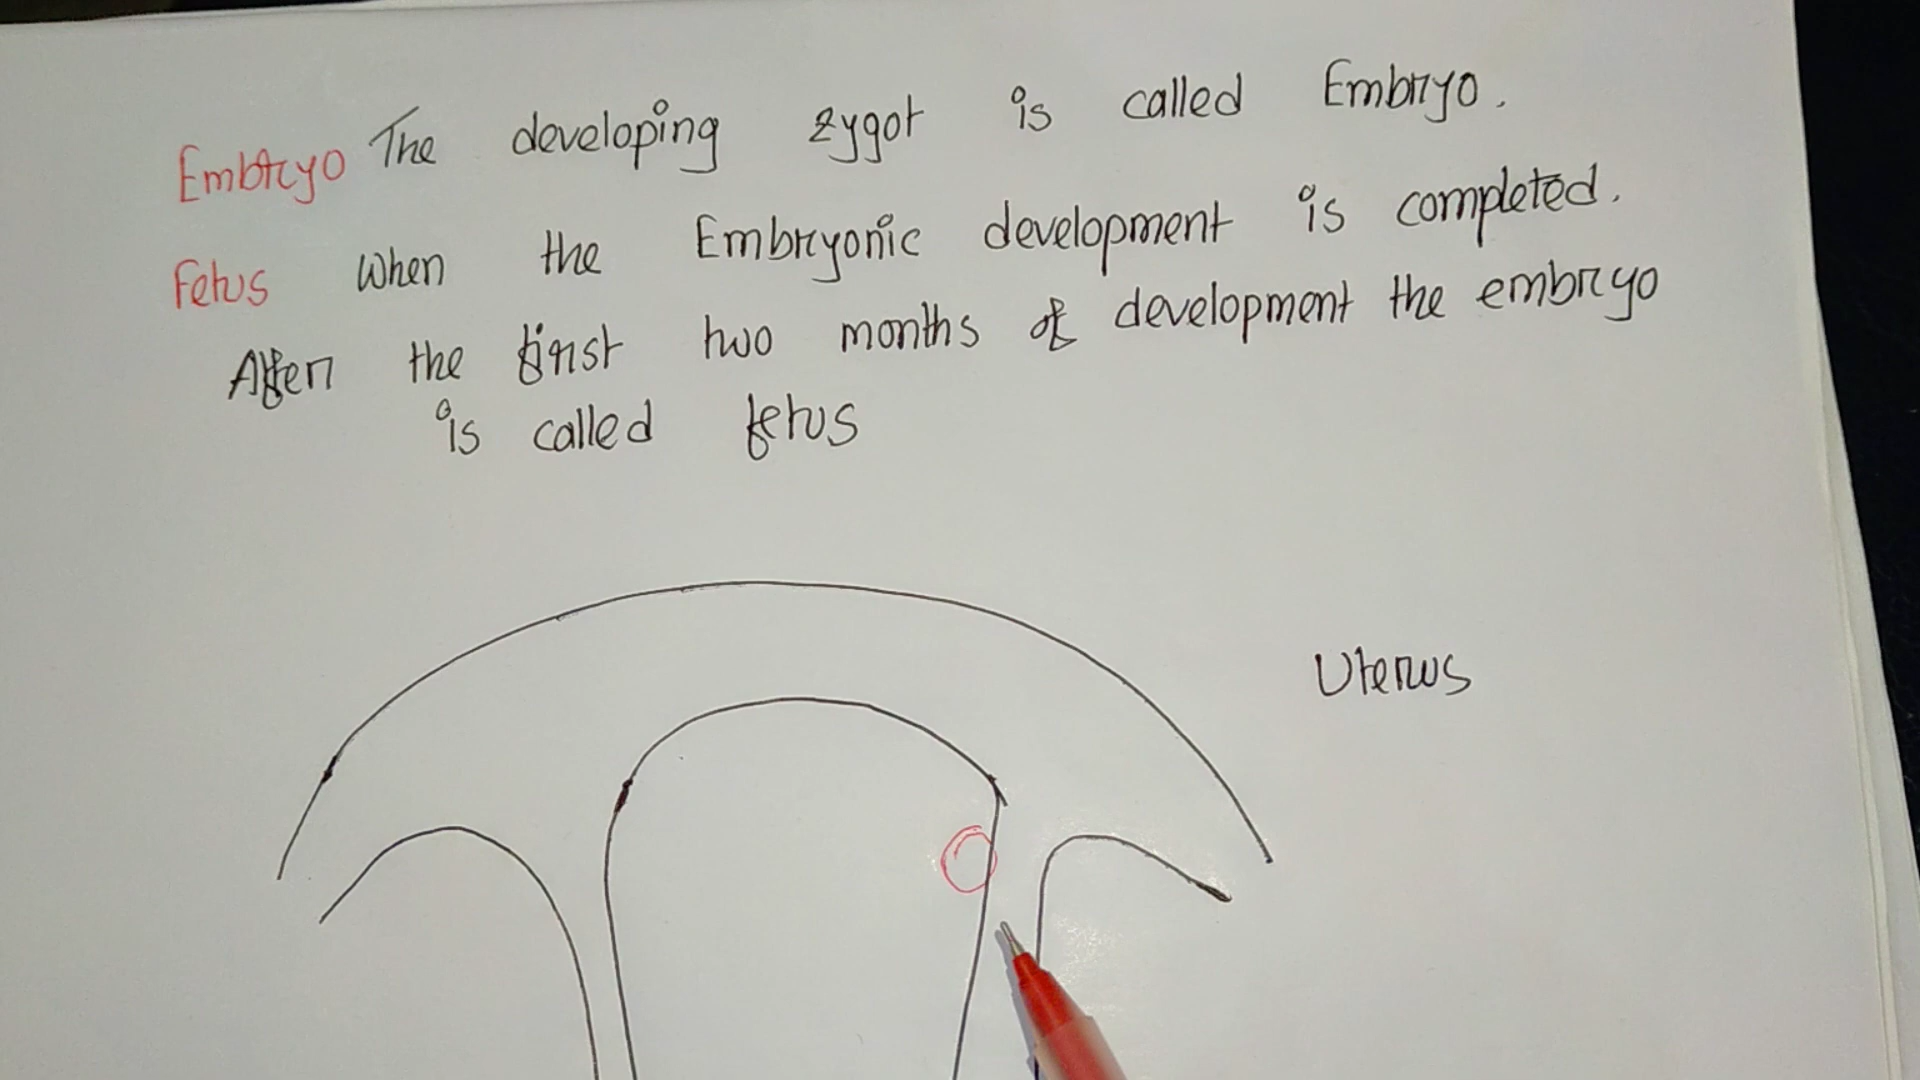 Embryo The developing zygot is called Embryo.
Fetus When the Embryonic development is completed.
After the first two months of development the embryo
is called fetus
Uterus